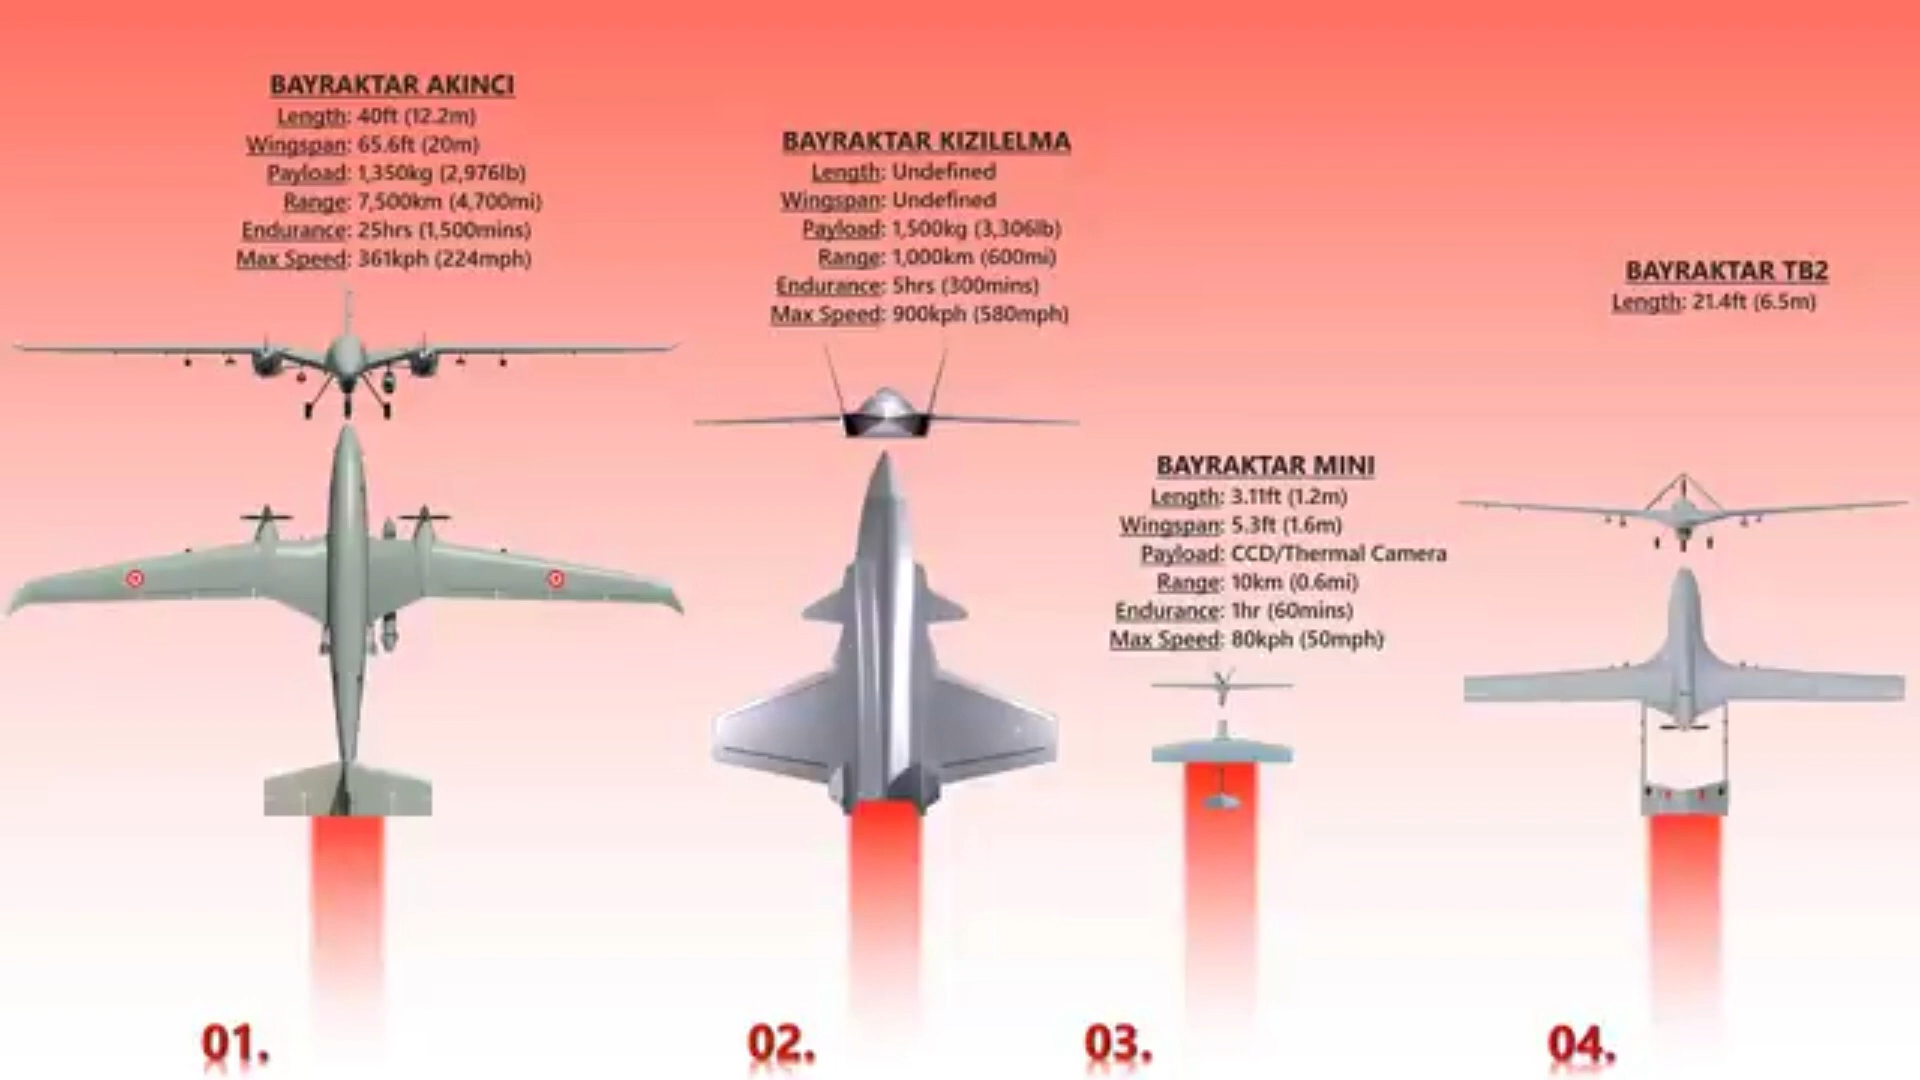 BAYRAKTAR AKINCI
Length: 40ft (12.2m)
Wingspan: 65.6ft (20m)
Payload: 1,350kg (2,976lb)
Range: 7,500km (4,700mi)
Endurance: 25hrs (1,500mins)
Max Speed: 361kph (224mph)
BAYRAKTAR KIZILELMA
Length: Undefined
Wingspan: Undefined
Payload: 1,500kg (3,306lb)
Range: 1,000km (600mi)
Endurance: 5hrs (300mins)
Max Speed: 900kph (580mph)
BAYRAKTAR MINI
Length: 3.11ft (1.2m)
Wingspan: 5.3ft (1.6m)
Payload: CCD/Thermal Camera
Range: 10km (0.6mi)
Endurance: 1hr (60mins)
Max Speed: 80kph (50mph)
BAYRAKTAR TB2
Length: 21.4ft (6.5m)
01.
02.
03.
04.